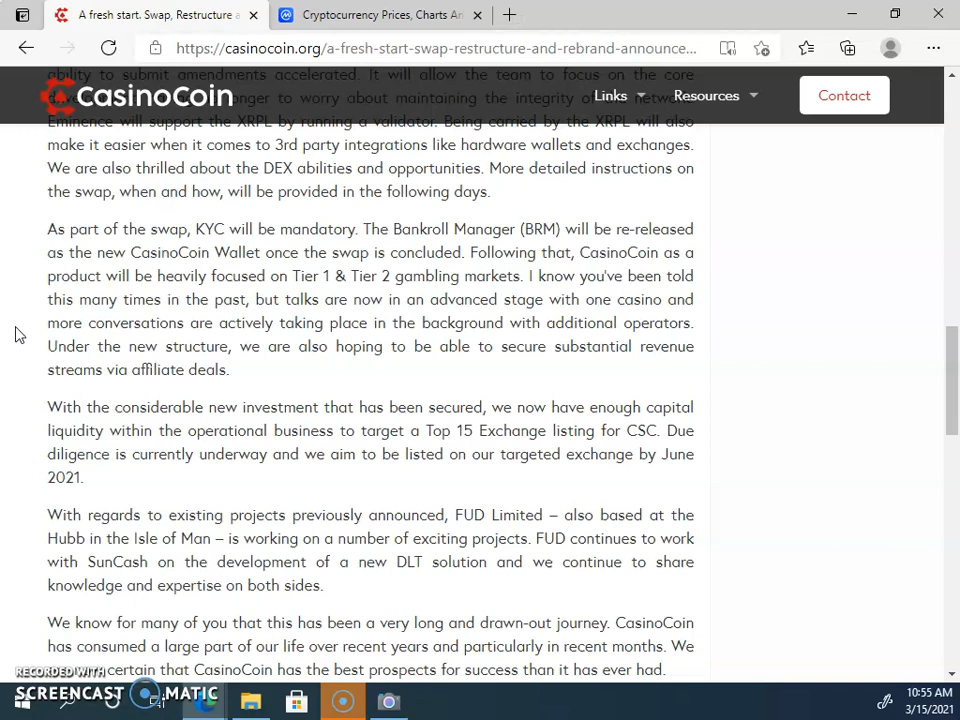 A fresh start. Swap, Restructure a
Cryptocurrency Prices, Charts An
https://casinocoin.org/a-fresh-start-swap-restructure-and-rebrand-announce...
ability to submit amendments accelerated. It will allow the team to focus on the core
CasinoCoin
Links
Resources
Contact
Eminence will support the XRPL by running a validator. Being carried by the XRPL will also
make it easier when it comes to 3rd party integrations like hardware wallets and exchanges.
We are also thrilled about the DEX abilities and opportunities. More detailed instructions on
the swap, when and how, will be provided in the following days.
As part of the swap, KYC will be mandatory. The Bankroll Manager (BRM) will be re-released
as the new CasinoCoin Wallet once the swap is concluded. Following that, CasinoCoin as a
product will be heavily focused on Tier 1 & Tier 2 gambling markets. I know you've been told
this many times in the past, but talks are now in an advanced stage with one casino and
more conversations are actively taking place in the background with additional operators.
Under the new structure, we are also hoping to be able to secure substantial revenue
streams via affiliate deals.
With the considerable new investment that has been secured, we now have enough capital
liquidity within the operational business to target a Top 15 Exchange listing for CSC. Due
diligence is currently underway and we aim to be listed on our targeted exchange by June
2021.
With regards to existing projects previously announced, FUD Limited – also based at the
Hubb in the Isle of Man – is working on a number of exciting projects. FUD continues to work
with SunCash on the development of a new DLT solution and we continue to share
knowledge and expertise on both sides.
We know for many of you that this has been a very long and drawn-out journey. CasinoCoin
has consumed a large part of our life over recent years and particularly in recent months. We
certain that CasinoCoin has the best prospects for success than it has ever had.
RECORDED WITH
SCREENCAST MATIC
10:55 AM
3/15/2021